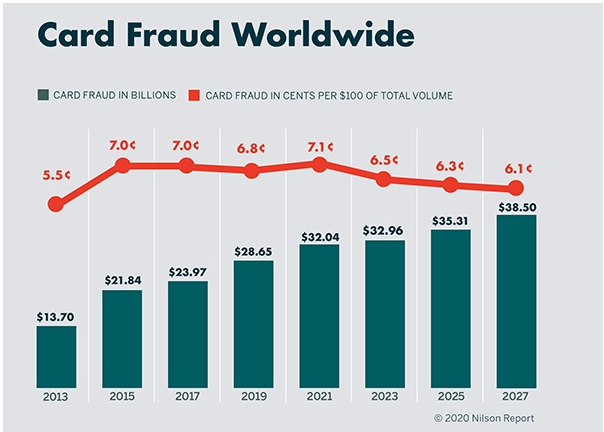 Card Fraud Worldwide
CARD FRAUD IN BILLIONS CARD FRAUD IN CENTS PER $100 OF TOTAL VOLUME
5.5¢ 7.0¢ 7.0¢ 6.8¢ 7.1¢ 6.5¢ 6.3¢ 6.1¢
$13.70 $21.84 $23.97 $28.65 $32.04 $32.96 $35.31 $38.50
2013 2015 2017 2019 2021 2023 2025 2027
© 2020 Nilson Report